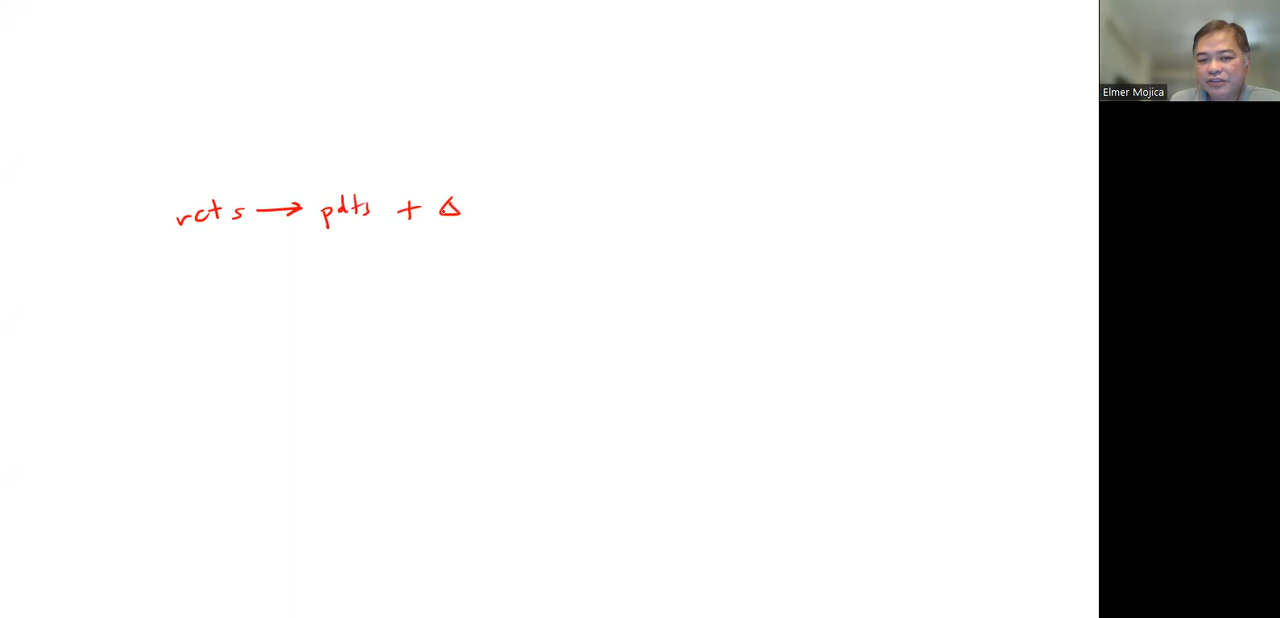 Elmer Mojica
rcts → pdts + Δ